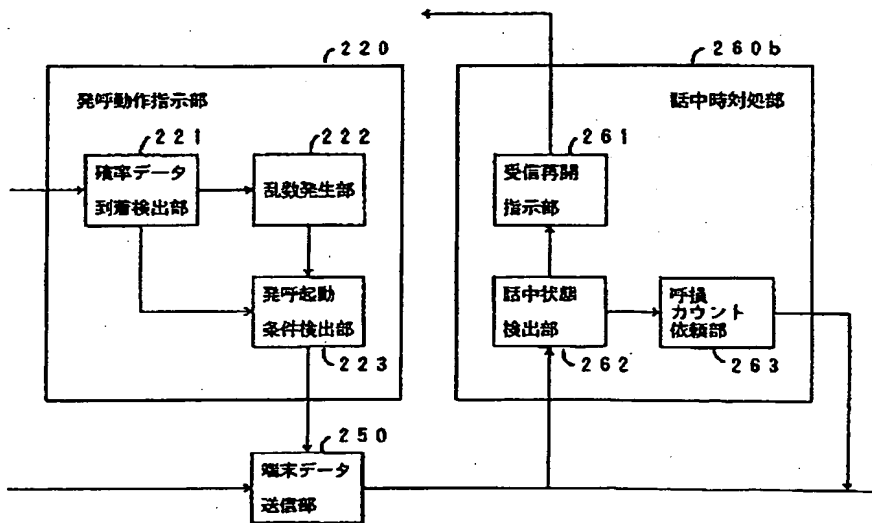 220
260b
発呼動作指示部
話中時対処部
221
222
261
確率データ
到着検出部
乱数発生部
受信再開
指示部
発呼起動
条件検出部
話中状態
検出部
呼損
カウント
依頼部
223
262
263
250
端末データ
送信部